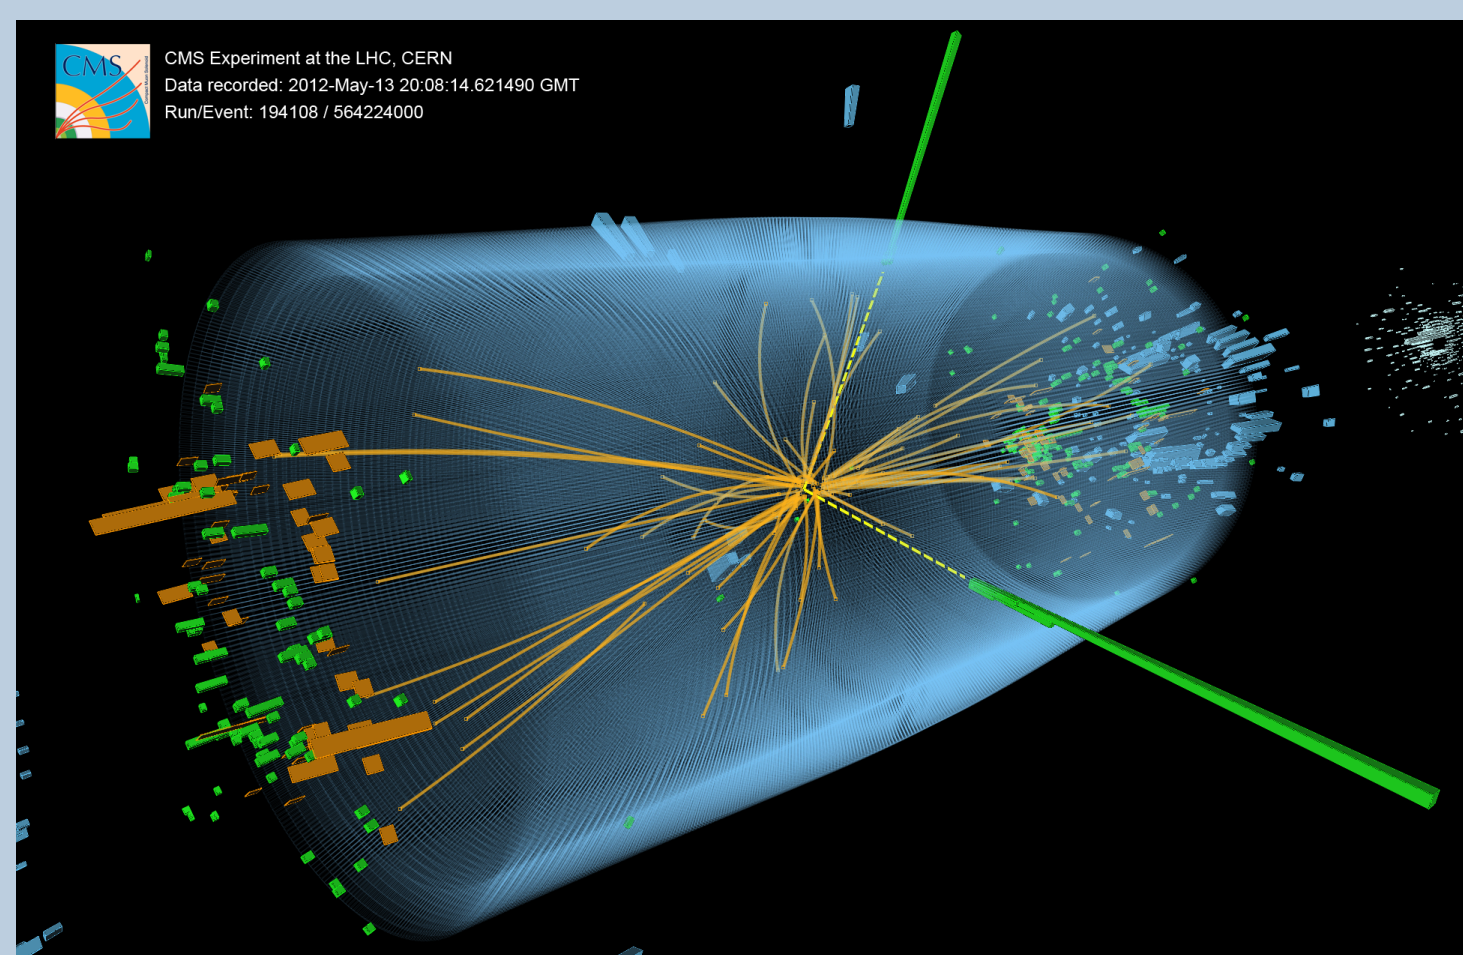 CMS
CMS Experiment at the LHC, CERN
Data recorded: 2012-May-13 20:08:14.621490 GMT
Run/Event: 194108 / 564224000